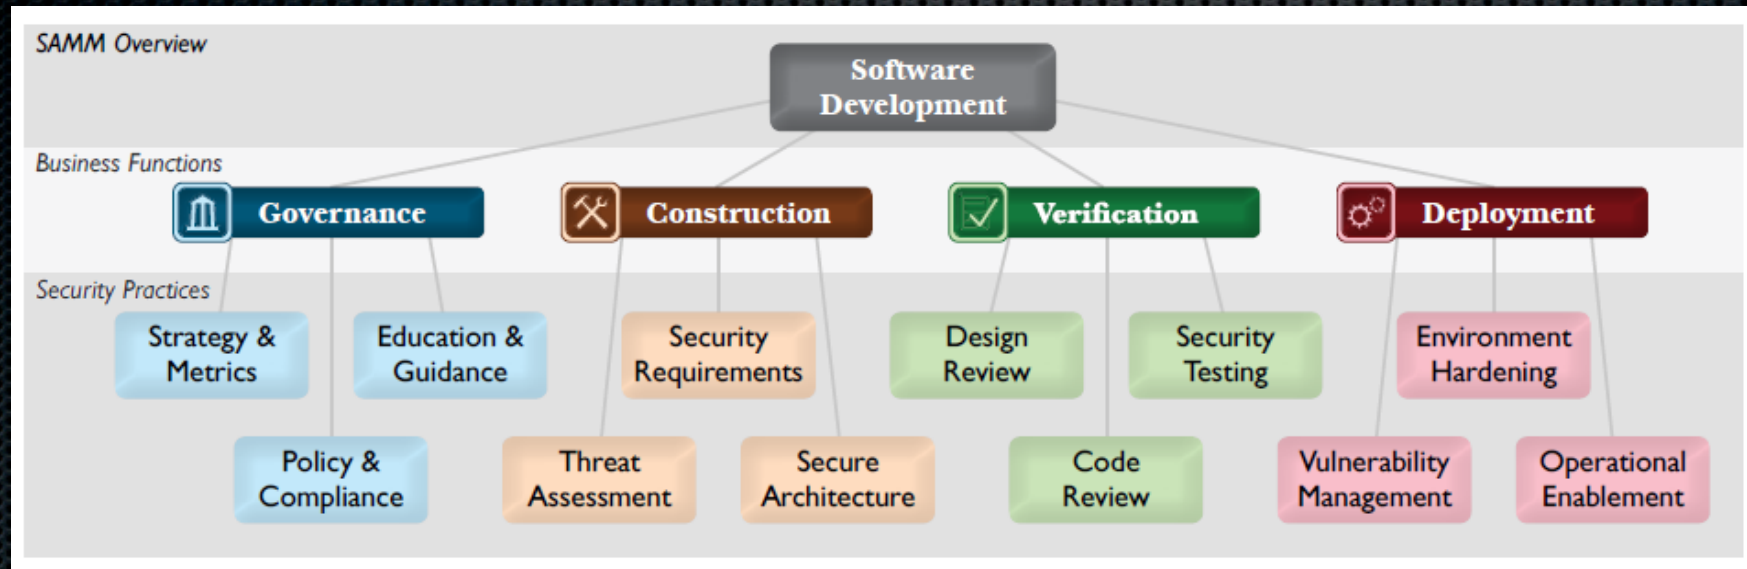 SAMM Overview
Software
Development
Business Functions
Governance
Construction
Verification
Deployment
Security Practices
Strategy &
Metrics
Education &
Guidance
Security
Requirements
Design
Review
Security
Testing
Environment
Hardening
Policy &
Compliance
Threat
Assessment
Secure
Architecture
Code
Review
Vulnerability
Management
Operational
Enablement